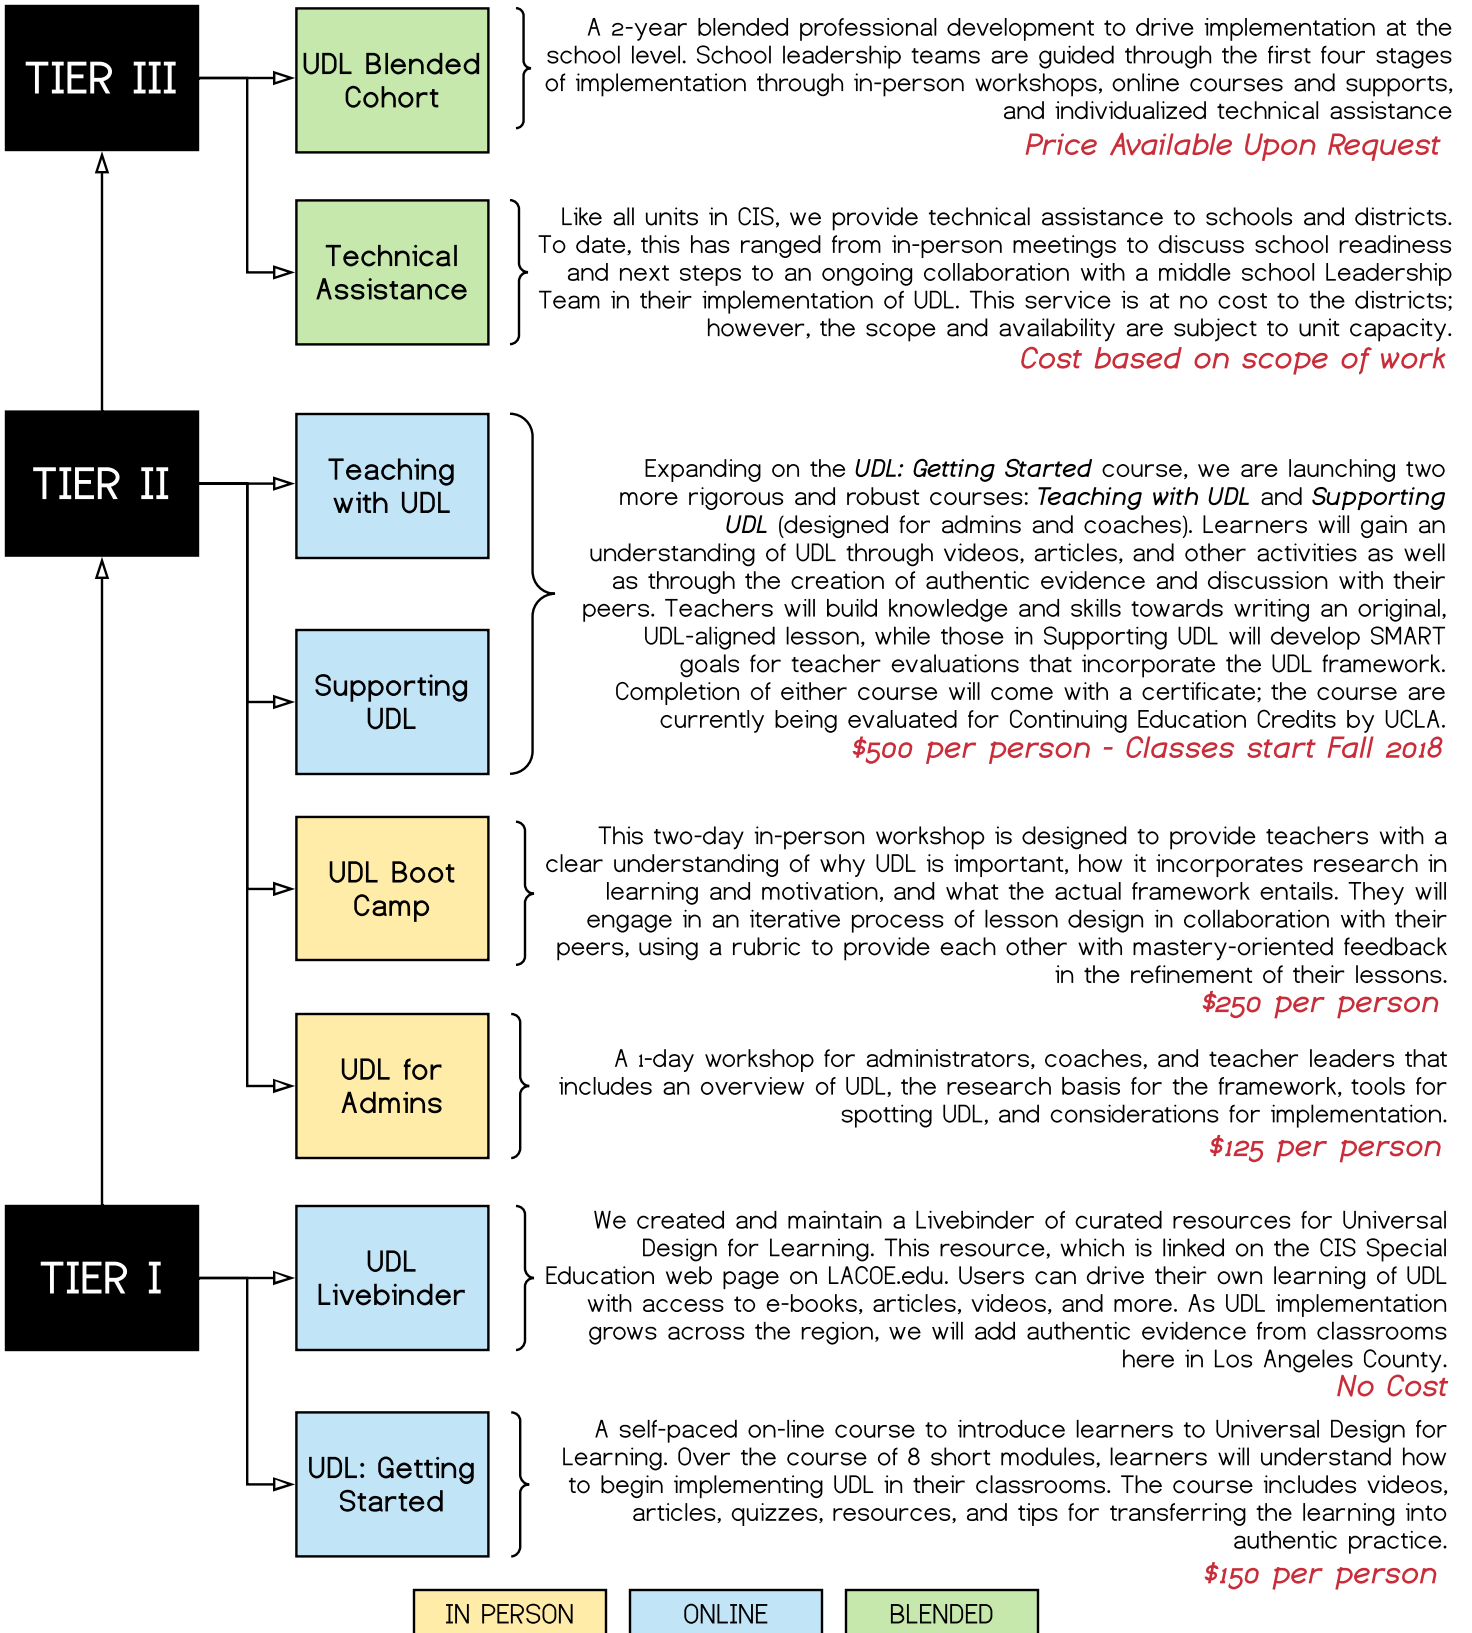 TIER III
UDL Blended
Cohort
A 2-year blended professional development to drive implementation at the
school level. School leadership teams are guided through the first four stages
of implementation through in-person workshops, online courses and supports,
and individualized technical assistance
Price Available Upon Request
Technical
Assistance
Like all units in CIS, we provide technical assistance to schools and districts.
To date, this has ranged from in-person meetings to discuss school readiness
and next steps to an ongoing collaboration with a middle school Leadership
Team in their implementation of UDL. This service is at no cost to the districts;
however, the scope and availability are subject to unit capacity.
Cost based on scope of work
TIER II
Teaching
with UDL
Supporting
UDL
Expanding on the UDL: Getting Started course, we are launching two
more rigorous and robust courses: Teaching with UDL and Supporting
UDL (designed for admins and coaches). Learners will gain an
understanding of UDL through videos, articles, and other activities as well
as through the creation of authentic evidence and discussion with their
peers. Teachers will build knowledge and skills towards writing an original,
UDL-aligned lesson, while those in Supporting UDL will develop SMART
goals for teacher evaluations that incorporate the UDL framework.
Completion of either course will come with a certificate; the course are
currently being evaluated for Continuing Education Credits by UCLA.
$500 per person - Classes start Fall 2018
UDL Boot
Camp
This two-day in-person workshop is designed to provide teachers with a
clear understanding of why UDL is important, how it incorporates research in
learning and motivation, and what the actual framework entails. They will
engage in an iterative process of lesson design in collaboration with their
peers, using a rubric to provide each other with mastery-oriented feedback
in the refinement of their lessons.
$250 per person
UDL for
Admins
A 1-day workshop for administrators, coaches, and teacher leaders that
includes an overview of UDL, the research basis for the framework, tools for
spotting UDL, and considerations for implementation.
$125 per person
TIER I
UDL
Livebinder
We created and maintain a Livebinder of curated resources for Universal
Design for Learning. This resource, which is linked on the CIS Special
Education web page on LACOE.edu. Users can drive their own learning of UDL
with access to e-books, articles, videos, and more. As UDL implementation
grows across the region, we will add authentic evidence from classrooms
here in Los Angeles County.
No Cost
UDL: Getting
Started
A self-paced on-line course to introduce learners to Universal Design for
Learning. Over the course of 8 short modules, learners will understand how
to begin implementing UDL in their classrooms. The course includes videos,
articles, quizzes, resources, and tips for transferring the learning into
authentic practice.
$150 per person
IN PERSON
ONLINE
BLENDED